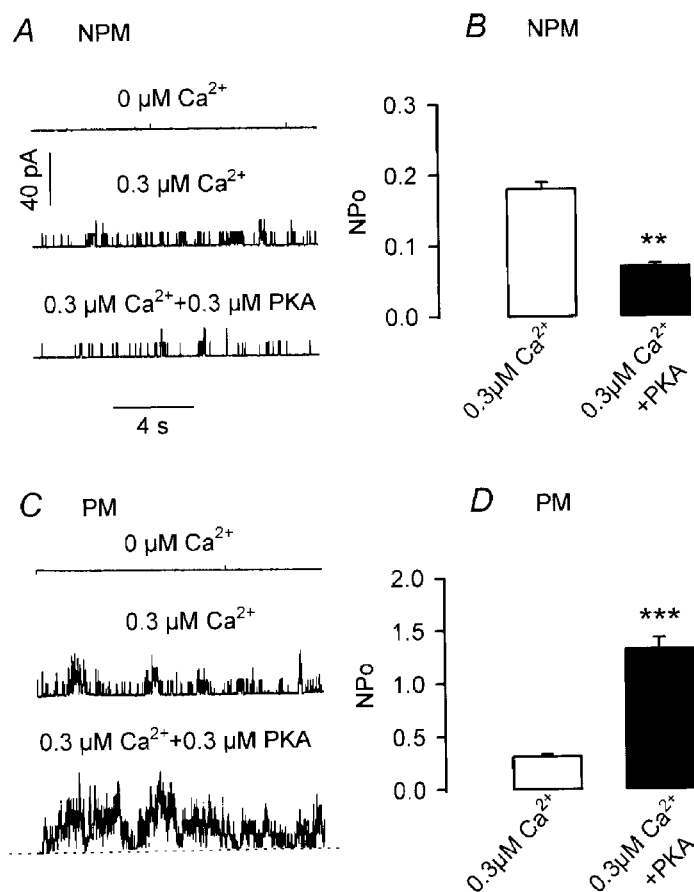 A NPM
0 µM Ca²⁺
40 pA
0.3 µM Ca²⁺
0.3 µM Ca²⁺+0.3 µM PKA
4 s
B NPM
0.3
0.2
0.1
0.0
NPo
**
0.3µM Ca²⁺
0.3µM Ca²⁺
+PKA
C PM
0 µM Ca²⁺
0.3 µM Ca²⁺
0.3 µM Ca²⁺+0.3 µM PKA
D PM
2.0
1.5
1.0
0.5
0.0
NPo
***
0.3µM Ca²⁺
0.3µM Ca²⁺
+PKA